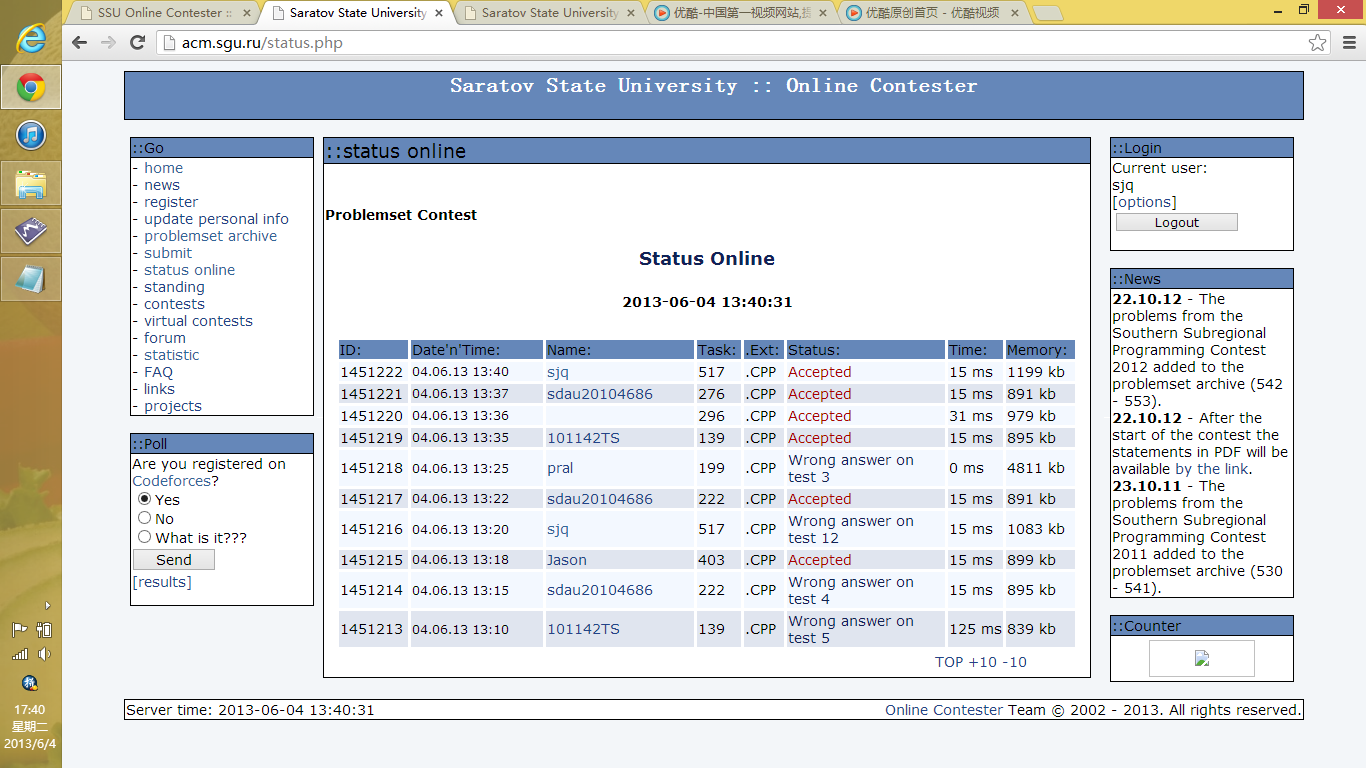 SSU Online Contester ::
Saratov State University
Saratov State University
优酷-中国第一视频网站,提
优酷原创首页 - 优酷视频
acm.sgu.ru/status.php
Saratov State University :: Online Contester
::Go
- home
- news
- register
- update personal info
- problemset archive
- submit
- status online
- standing
- contests
- virtual contests
- forum
- statistic
- FAQ
- links
- projects
::Poll
Are you registered on
Codeforces?
Yes
No
What is it???
Send
[results]
::status online
Problemset Contest
Status Online
2013-06-04 13:40:31
ID: Date'n'Time: Name: Task: .Ext: Status: Time: Memory:
1451222 04.06.13 13:40 sjq 517 .CPP Accepted 15 ms 1199 kb
1451221 04.06.13 13:37 sdau20104686 276 .CPP Accepted 15 ms 891 kb
1451220 04.06.13 13:36 296 .CPP Accepted 31 ms 979 kb
1451219 04.06.13 13:35 101142TS 139 .CPP Accepted 15 ms 895 kb
1451218 04.06.13 13:25 pral 199 .CPP Wrong answer on test 3 0 ms 4811 kb
1451217 04.06.13 13:22 sdau20104686 222 .CPP Accepted 15 ms 891 kb
1451216 04.06.13 13:20 sjq 517 .CPP Wrong answer on test 12 15 ms 1083 kb
1451215 04.06.13 13:18 Jason 403 .CPP Accepted 15 ms 899 kb
1451214 04.06.13 13:15 sdau20104686 222 .CPP Wrong answer on test 4 15 ms 895 kb
1451213 04.06.13 13:10 101142TS 139 .CPP Wrong answer on test 5 125 ms 839 kb
TOP +10 -10
::Login
Current user:
sjq
[options]
Logout
::News
22.10.12 - The
problems from the
Southern Subregional
Programming Contest
2012 added to the
problemset archive (542
- 553).
22.10.12 - After the
start of the contest the
statements in PDF will be
available by the link.
23.10.11 - The
problems from the
Southern Subregional
Programming Contest
2011 added to the
problemset archive (530
- 541).
::Counter
Server time: 2013-06-04 13:40:31
Online Contester Team © 2002 - 2013. All rights reserved.
17:40
星期二
2013/6/4